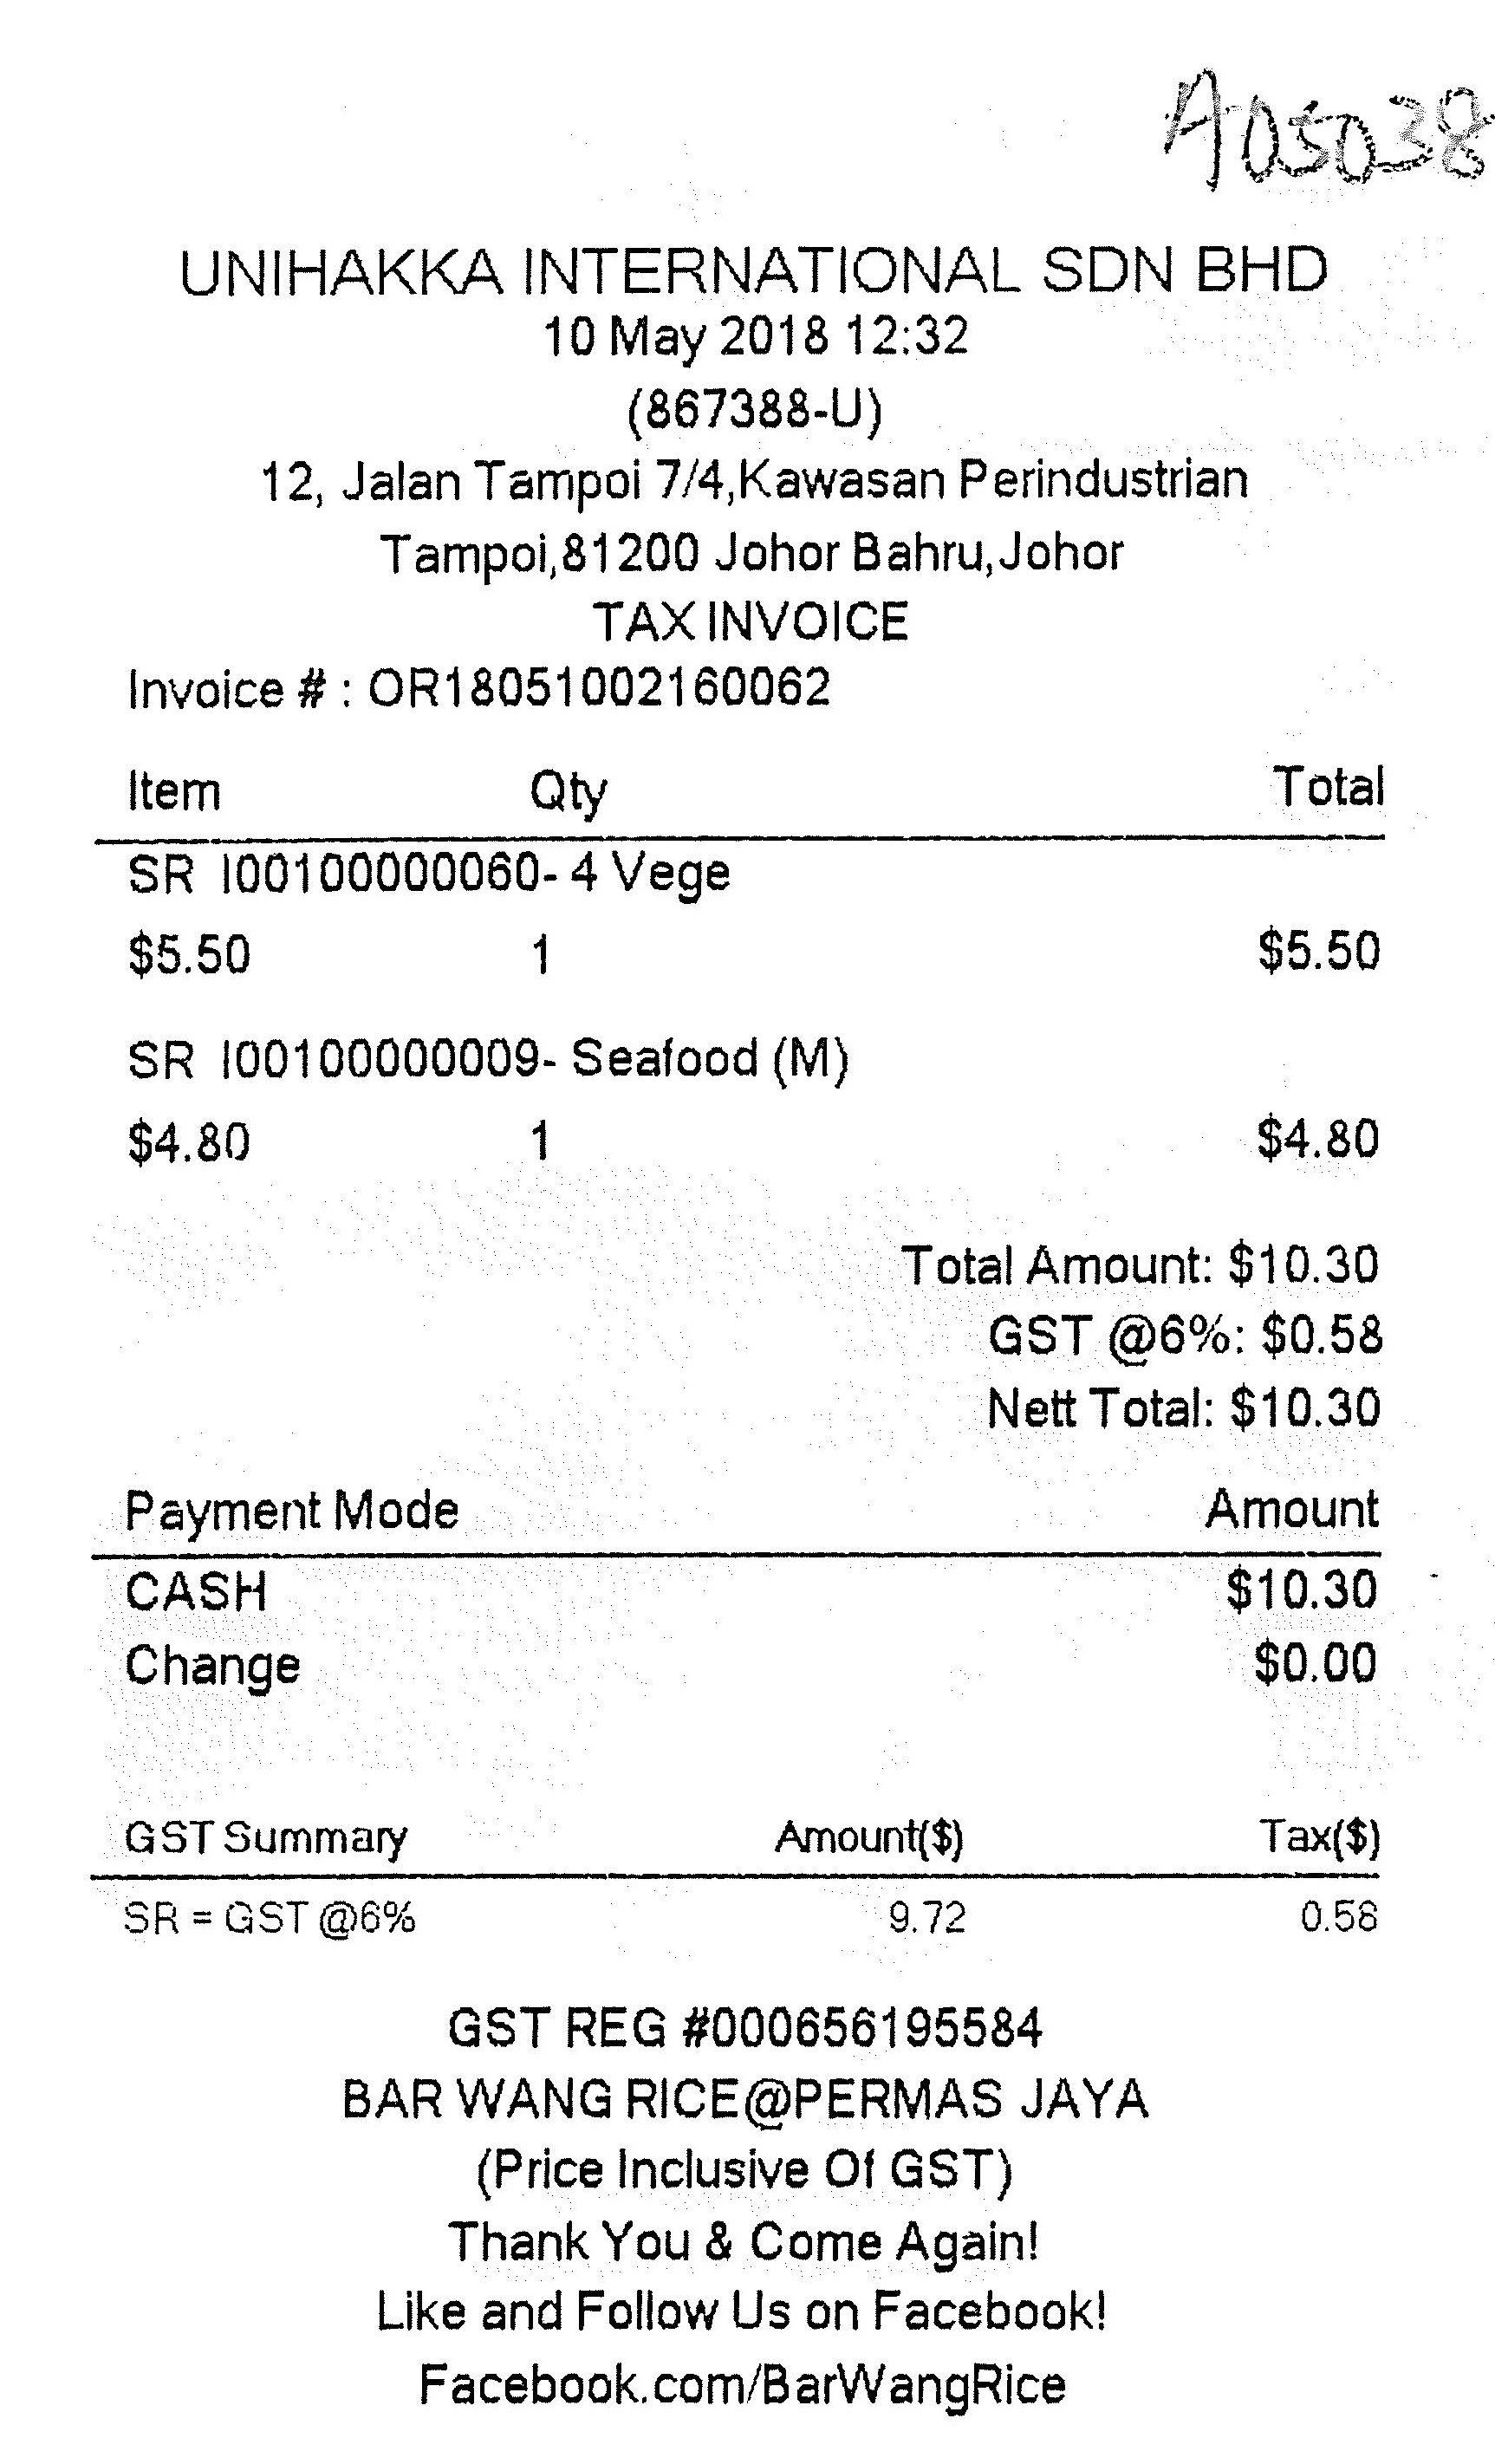 A05038
UNIHAKKA INTERNATIONAL SDN BHD
10 May 2018 12:32
(867388-U)
12, Jalan Tampoi 7/4,Kawasan Perindustrian
Tampoi,81200 Johor Bahru,Johor
TAX INVOICE
Invoice # : OR18051002160062
Item Qty Total
SR I00100000060- 4 Vege
$5.50 1 $5.50
SR I00100000009- Seafood (M)
$4.80 1 $4.80
Total Amount: $10.30
GST @6%: $0.58
Nett Total: $10.30
Payment Mode Amount
CASH $10.30
Change $0.00
GST Summary Amount($) Tax($)
SR = GST @6% 9.72 0.58
GST REG #000656195584
BAR WANG RICE@PERMAS JAYA
(Price Inclusive Of GST)
Thank You & Come Again!
Like and Follow Us on Facebook!
Facebook.com/BarWangRice